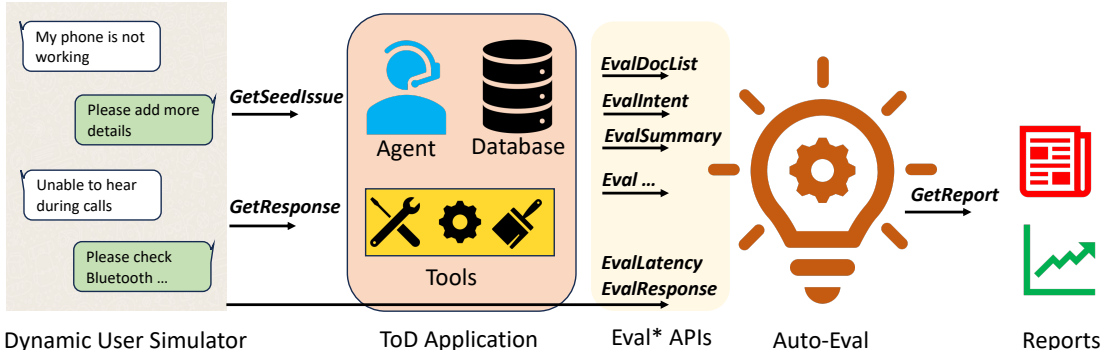 My phone is not
working
Please add more
details
Unable to hear
during calls
Please check
Bluetooth ...
Dynamic User Simulator
GetSeedIssue
GetResponse
Agent
Database
Tools
ToD Application
EvalDocList
EvalIntent
EvalSummary
Eval ...
EvalLatency
EvalResponse
Eval* APIs
Auto-Eval
GetReport
Reports